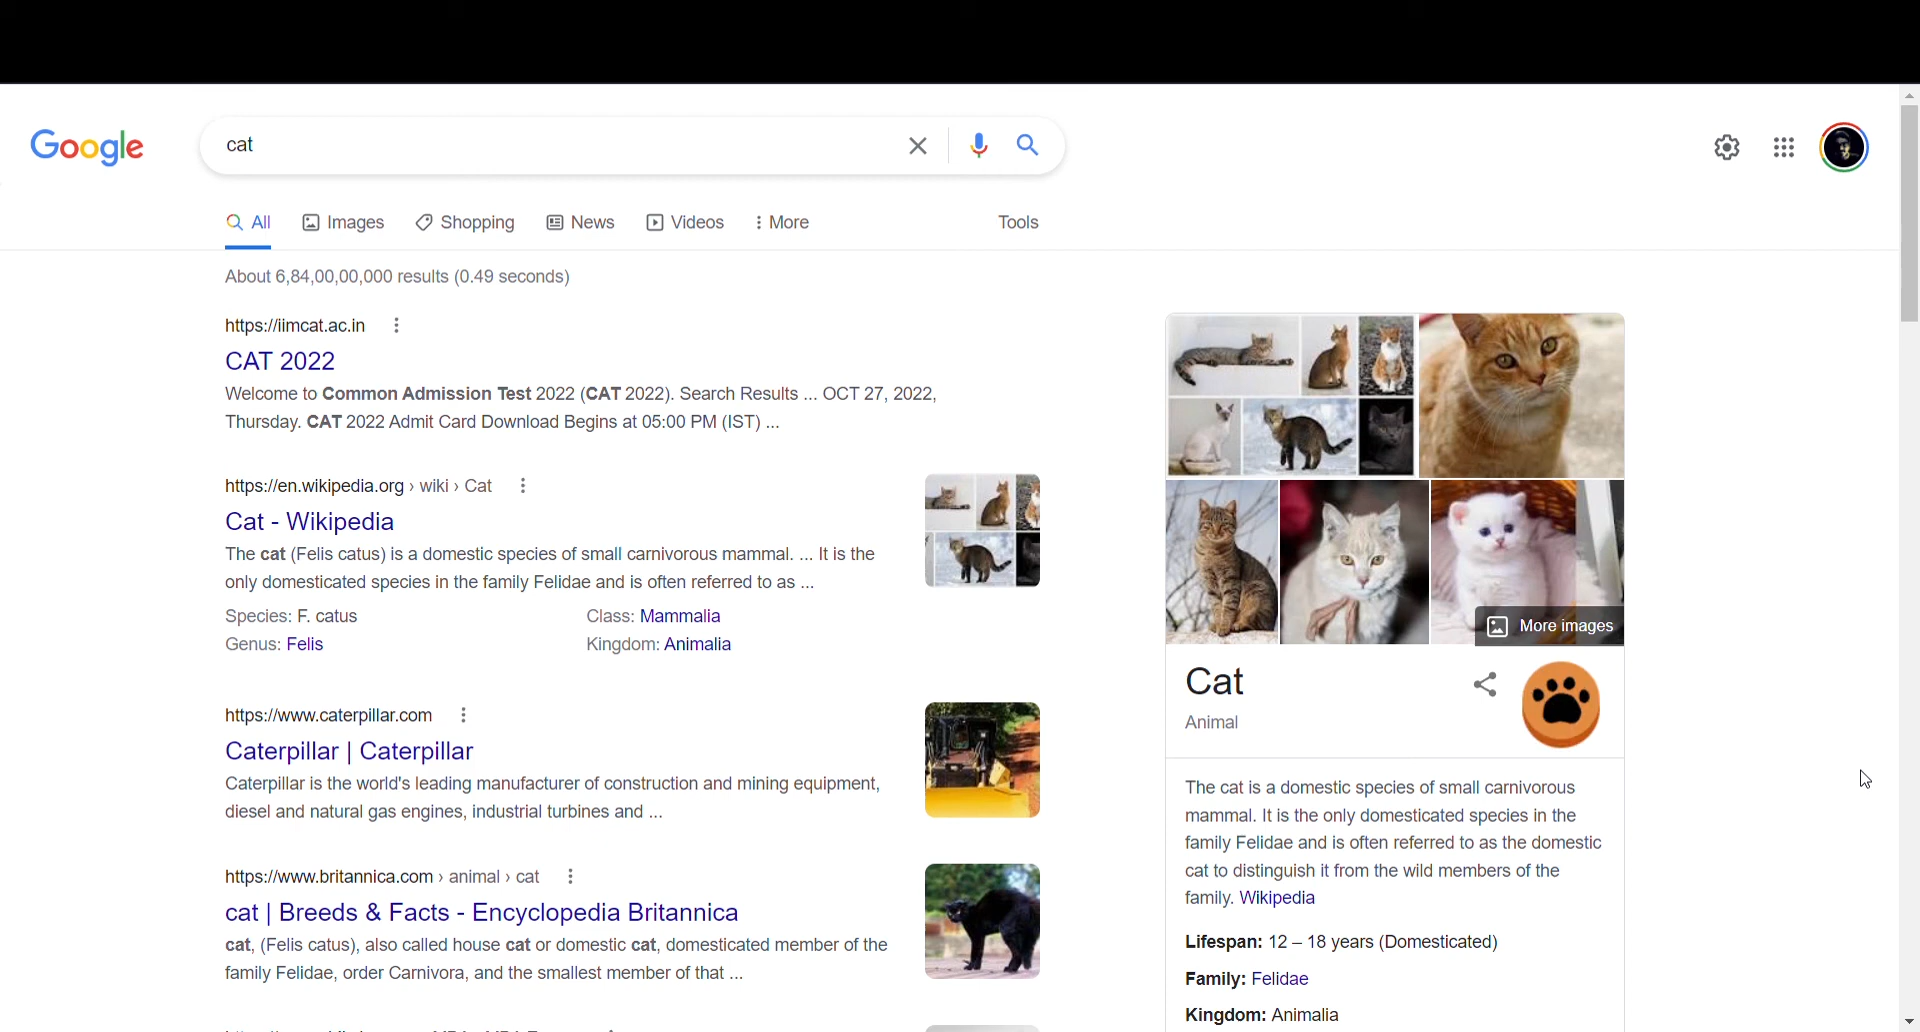 Google
cat
All
Images
Shopping
News
Videos
More
Tools
About 6,84,00,00,000 results (0.49 seconds)
https://iimcat.ac.in
CAT 2022
Welcome to Common Admission Test 2022 (CAT 2022). Search Results ... OCT 27, 2022,
Thursday. CAT 2022 Admit Card Download Begins at 05:00 PM (IST) ...
https://en.wikipedia.org › wiki › Cat
Cat - Wikipedia
The cat (Felis catus) is a domestic species of small carnivorous mammal. ... It is the
only domesticated species in the family Felidae and is often referred to as ...
Species: F. catus
Class: Mammalia
Genus: Felis
Kingdom: Animalia
https://www.caterpillar.com
Caterpillar | Caterpillar
Caterpillar is the world's leading manufacturer of construction and mining equipment,
diesel and natural gas engines, industrial turbines and ...
https://www.britannica.com › animal › cat
cat | Breeds & Facts - Encyclopedia Britannica
cat, (Felis catus), also called house cat or domestic cat, domesticated member of the
family Felidae, order Carnivora, and the smallest member of that ...
More images
Cat
Animal
The cat is a domestic species of small carnivorous
mammal. It is the only domesticated species in the
family Felidae and is often referred to as the domestic
cat to distinguish it from the wild members of the
family. Wikipedia
Lifespan: 12 – 18 years (Domesticated)
Family: Felidae
Kingdom: Animalia